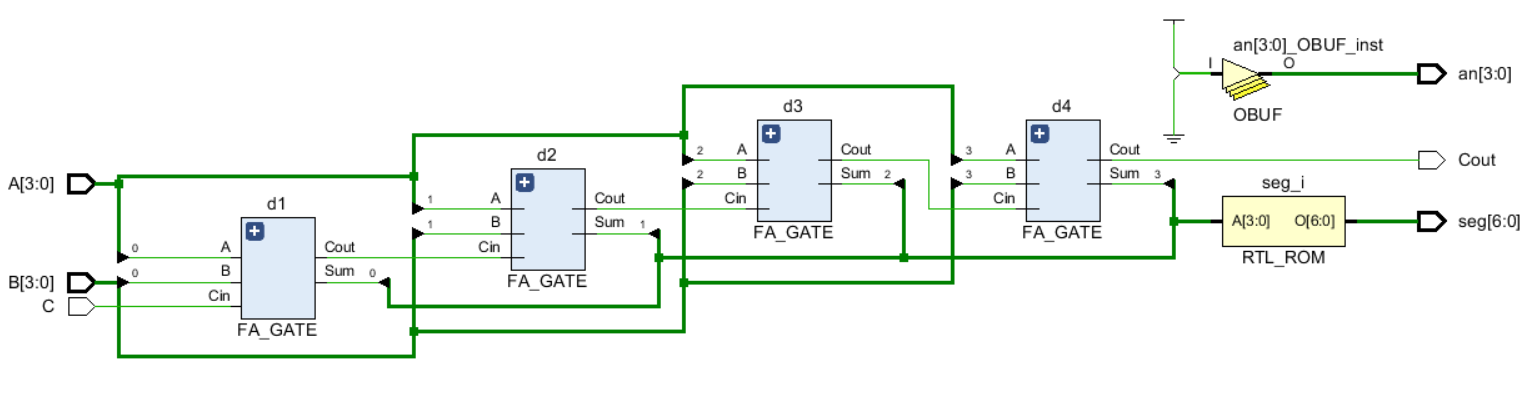 an[3:0]_OBUF_inst
I
O
an[3:0]
OBUF
d3
d4
2
A
Cout
3
A
Cout
Cout
2
B
Sum
2
3
B
Sum
3
Cin
Cin
FA_GATE
FA_GATE
d2
A[3:0]
1
A
Cout
1
B
Sum
1
Cin
FA_GATE
seg_i
A[3:0]
O[6:0]
seg[6:0]
RTL_ROM
d1
0
A
Cout
B[3:0]
0
B
Sum
0
C
Cin
FA_GATE